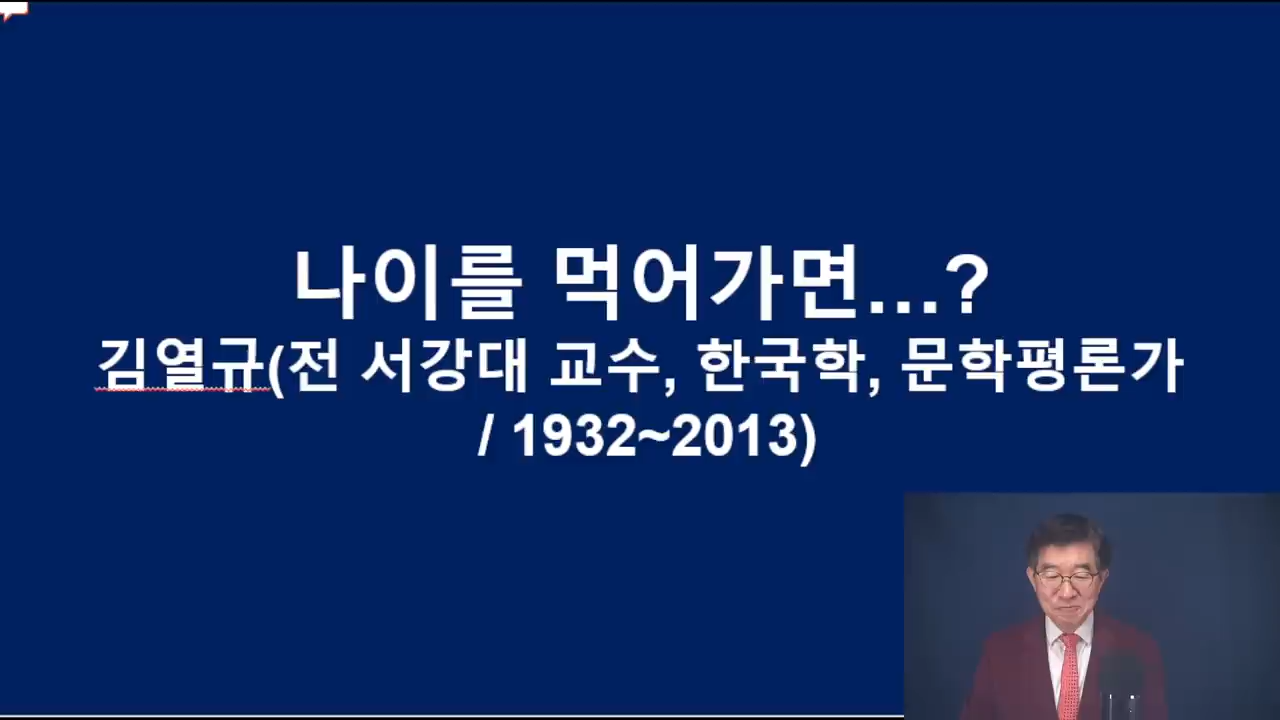 나이를 먹어가면...?
김열규(전 서강대 교수, 한국학, 문학평론가
/ 1932~2013)